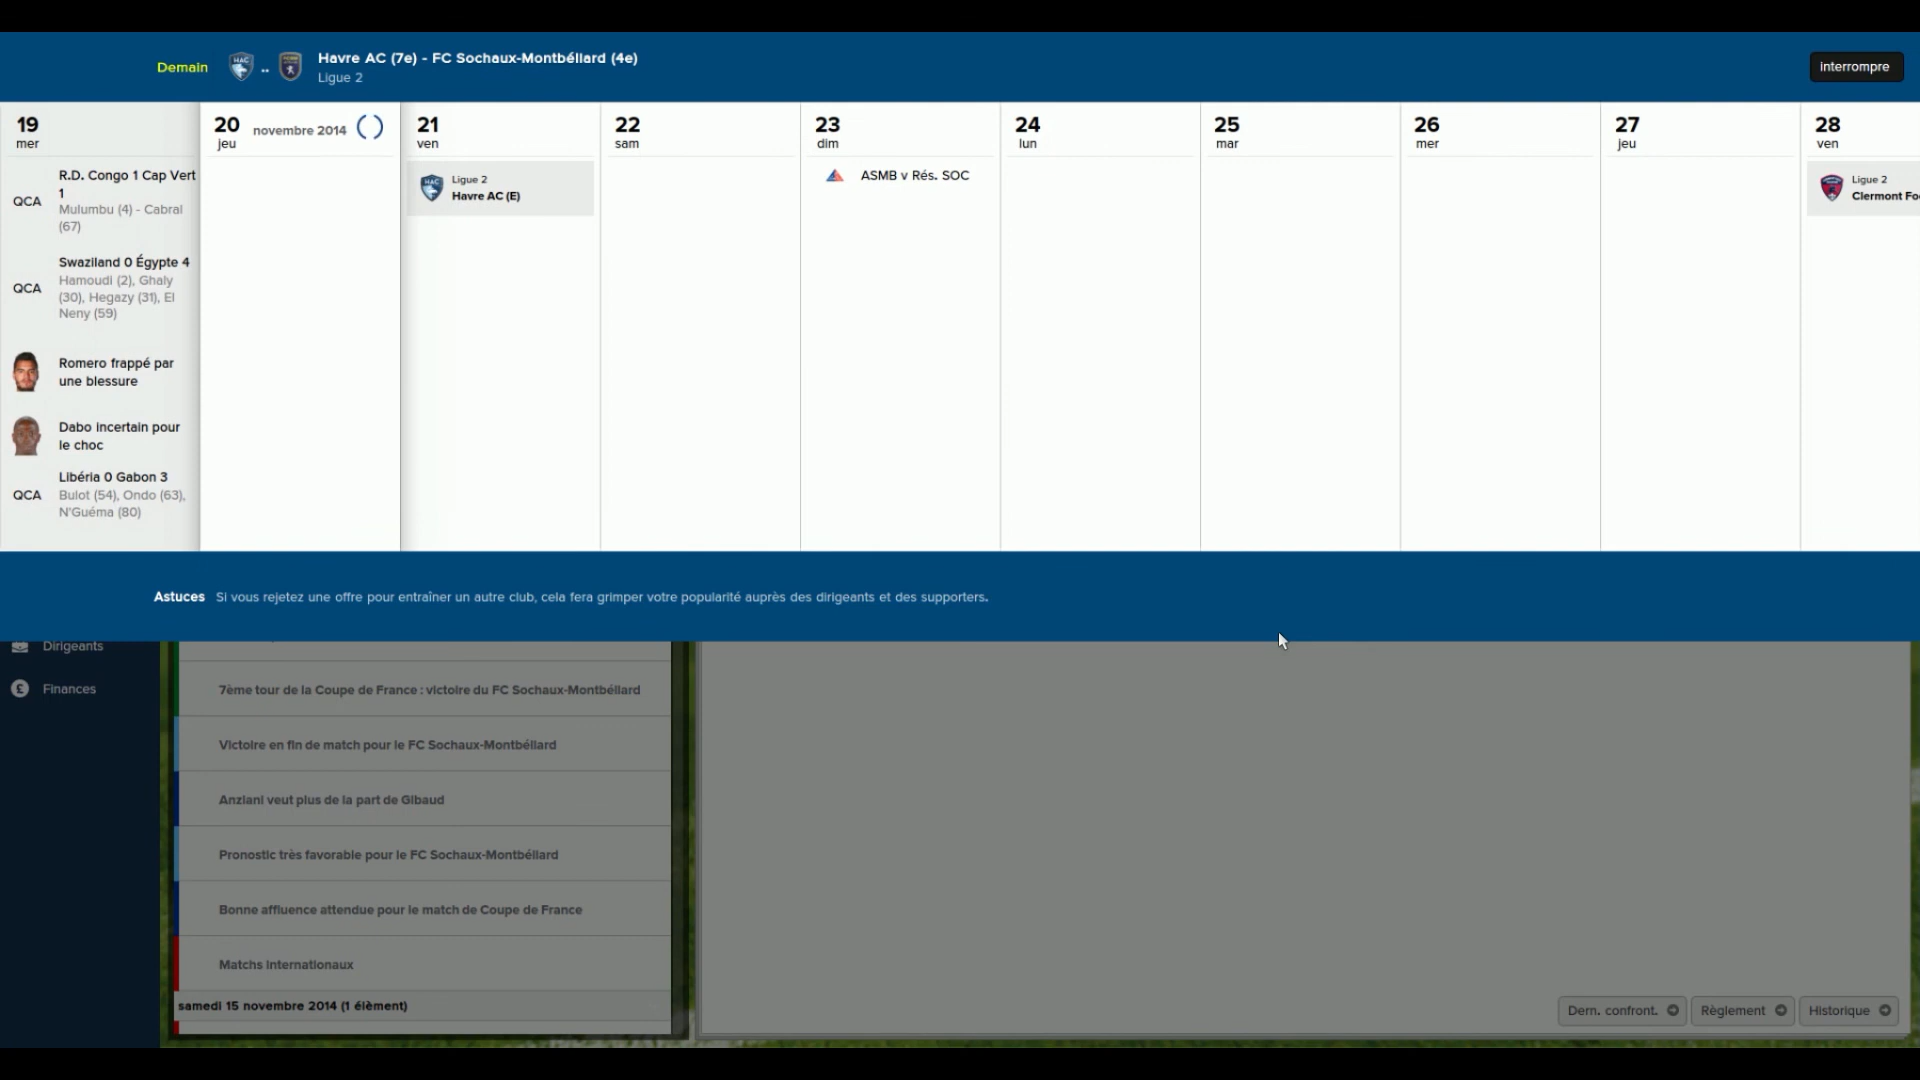 Demain
Havre AC (7e) - FC Sochaux-Montbéliard (4e)
Ligue 2
interrompre
19
mer
20
jeu
novembre 2014
21
ven
22
sam
23
dim
24
lun
25
mar
26
mer
27
jeu
28
ven
QCA
R.D. Congo 1 Cap Vert
1
Mulumbu (4) - Cabral
(67)
QCA
Swaziland 0 Égypte 4
Hamoudi (2), Ghaly
(30), Hegazy (31), El
Neny (59)
Romero frappé par
une blessure
Dabo incertain pour
le choc
QCA
Libéria 0 Gabon 3
Bulot (54), Ondo (63),
N'Guéma (80)
HAC
Ligue 2
Havre AC (E)
ASMB v Rés. SOC
Ligue 2
Clermont Foo
Astuces Si vous rejetez une offre pour entraîner un autre club, cela fera grimper votre popularité auprès des dirigeants et des supporters.
Dirigeants
Finances
7ème tour de la Coupe de France : victoire du FC Sochaux-Montbéliard
Victoire en fin de match pour le FC Sochaux-Montbéliard
Anziani veut plus de la part de Gibaud
Pronostic très favorable pour le FC Sochaux-Montbéliard
Bonne affluence attendue pour le match de Coupe de France
Matchs internationaux
samedi 15 novembre 2014 (1 élèment)
Dern. confront.
Règlement
Historique